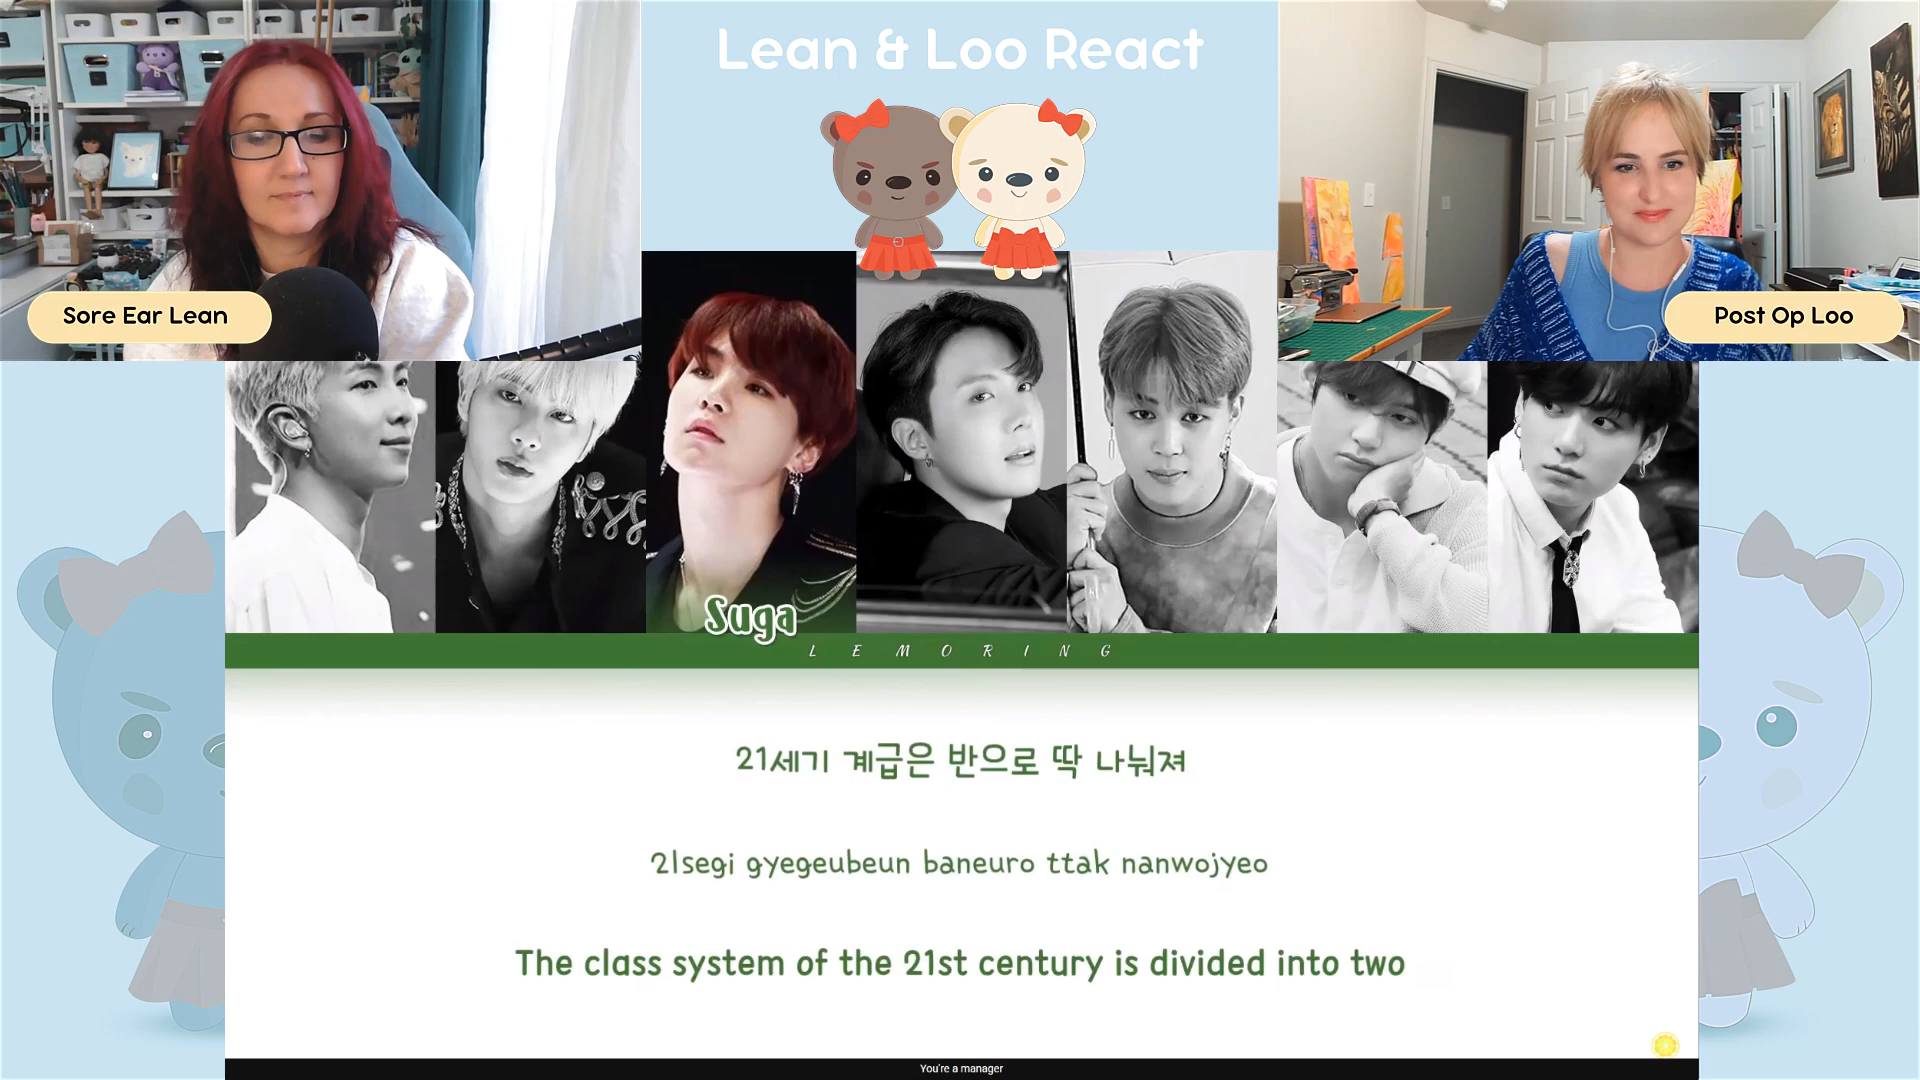 Lean & Loo React
Sore Ear Lean
Post Op Loo
Suga
LEMORING
21세기 계급은 반으로 딱 나눠져
21segi gyegeubeun baneuro ttak nanwojyeo
The class system of the 21st century is divided into two
You're a manager